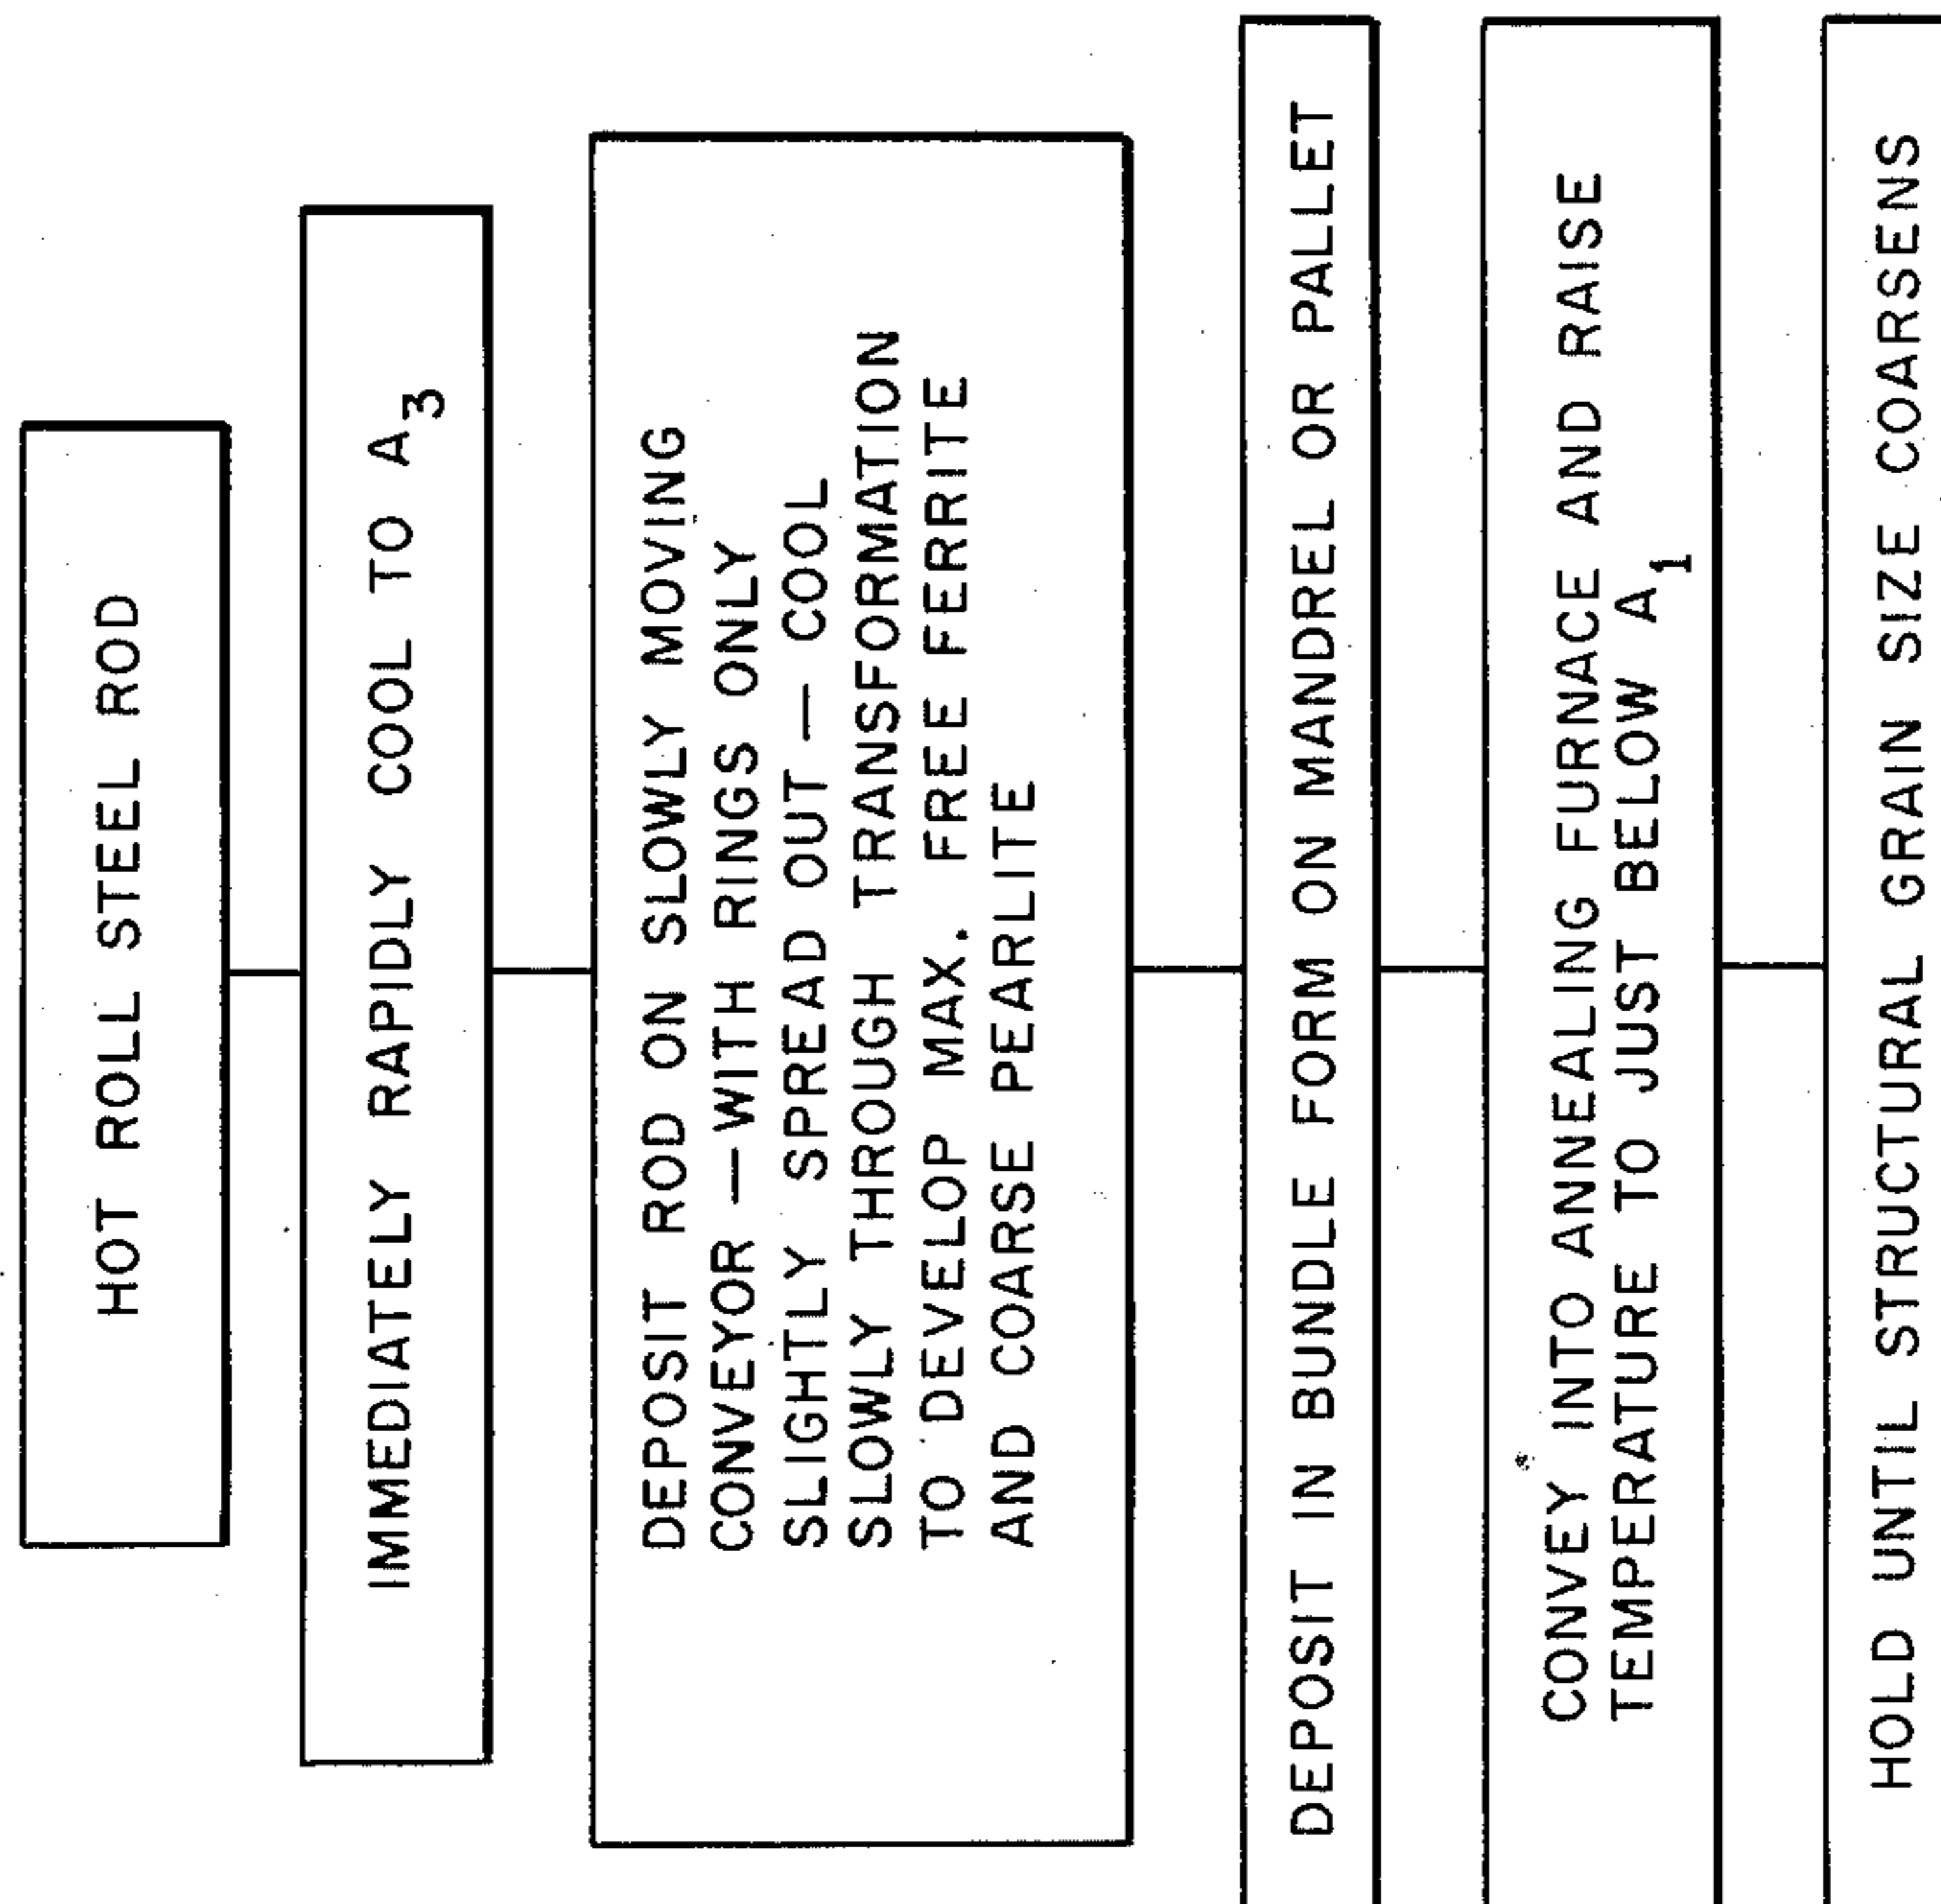 HOT ROLL STEEL ROD
IMMEDIATELY RAPIDLY COOL TO A3
DEPOSIT ROD ON SLOWLY MOVING
CONVEYOR — WITH RINGS ONLY
SLIGHTLY SPREAD OUT — COOL
SLOWLY THROUGH TRANSFORMATION
TO DEVELOP MAX. FREE FERRITE
AND COARSE PEARLITE
DEPOSIT IN BUNDLE FORM ON MANDREL OR PALLET
CONVEY INTO ANNEALING FURNACE AND RAISE
TEMPERATURE TO JUST BELOW A1
HOLD UNTIL STRUCTURAL GRAIN SIZE COARSENS